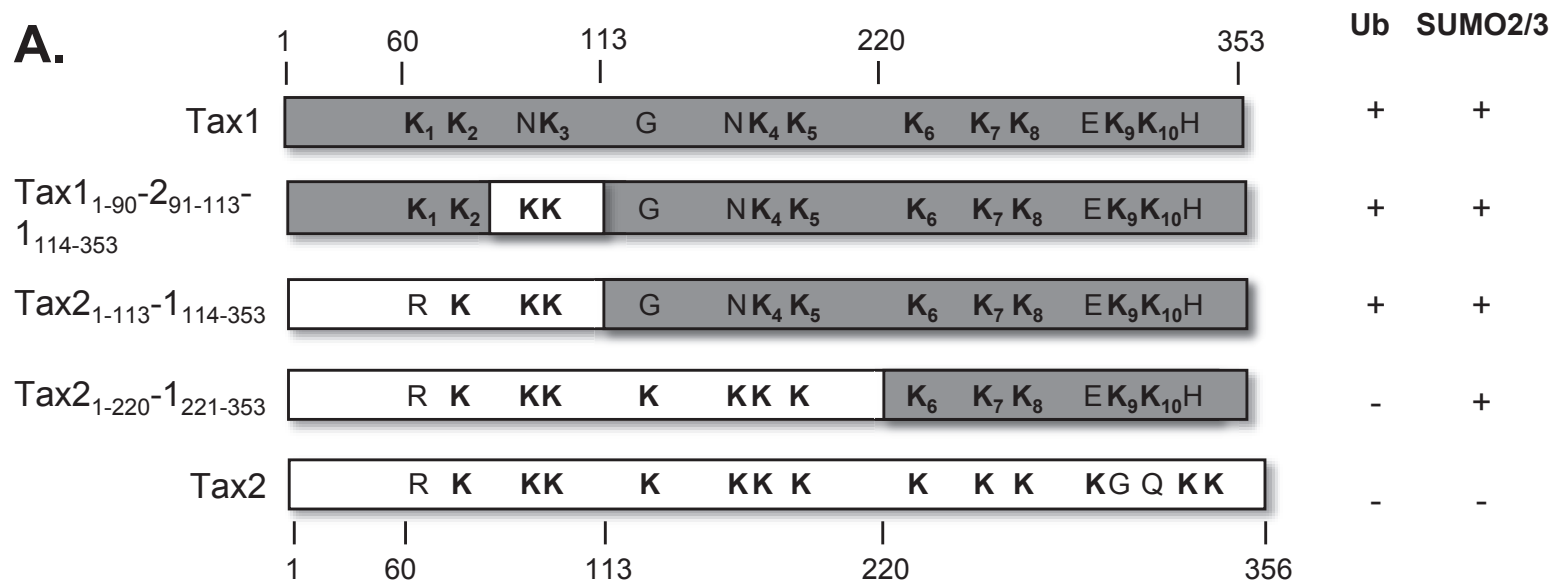 A.
Ub SUMO2/3
1 60 113 220 353
Tax1 K₁ K₂ NK₃ G NK₄ K₅ K₆ K₇ K₈ EK₉K₁₀H + +
Tax1₁₋₉₀-2₉₁₋₁₁₃-
1₁₁₄₋₃₅₃ K₁ K₂ KK G NK₄ K₅ K₆ K₇ K₈ EK₉K₁₀H + +
Tax2₁₋₁₁₃-1₁₁₄₋₃₅₃ R K KK G NK₄ K₅ K₆ K₇ K₈ EK₉K₁₀H + +
Tax2₁₋₂₂₀-1₂₂₁₋₃₅₃ R K KK K KK K K₆ K₇ K₈ EK₉K₁₀H - +
Tax2 R K KK K KK K K K K KG Q KK - -
1 60 113 220 356